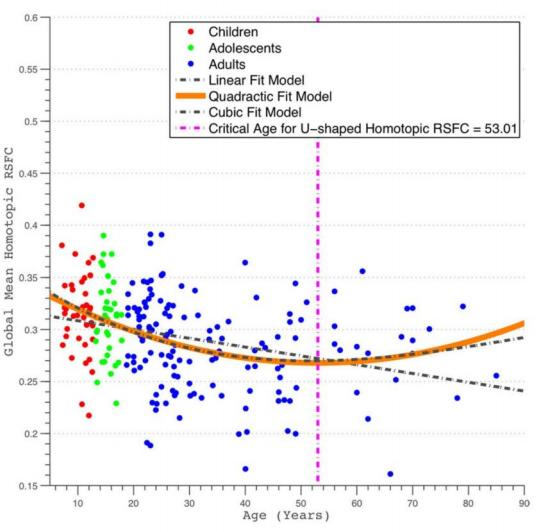 0.6
0.55
0.5
0.45
0.4
0.35
0.3
0.25
0.2
0.15
Global Mean Homotopic RSFC
Children
Adolescents
Adults
Linear Fit Model
Quadractic Fit Model
Cubic Fit Model
Critical Age for U-shaped Homotopic RSFC = 53.01
10 20 30 40 50 60 70 80 90
Age (Years)